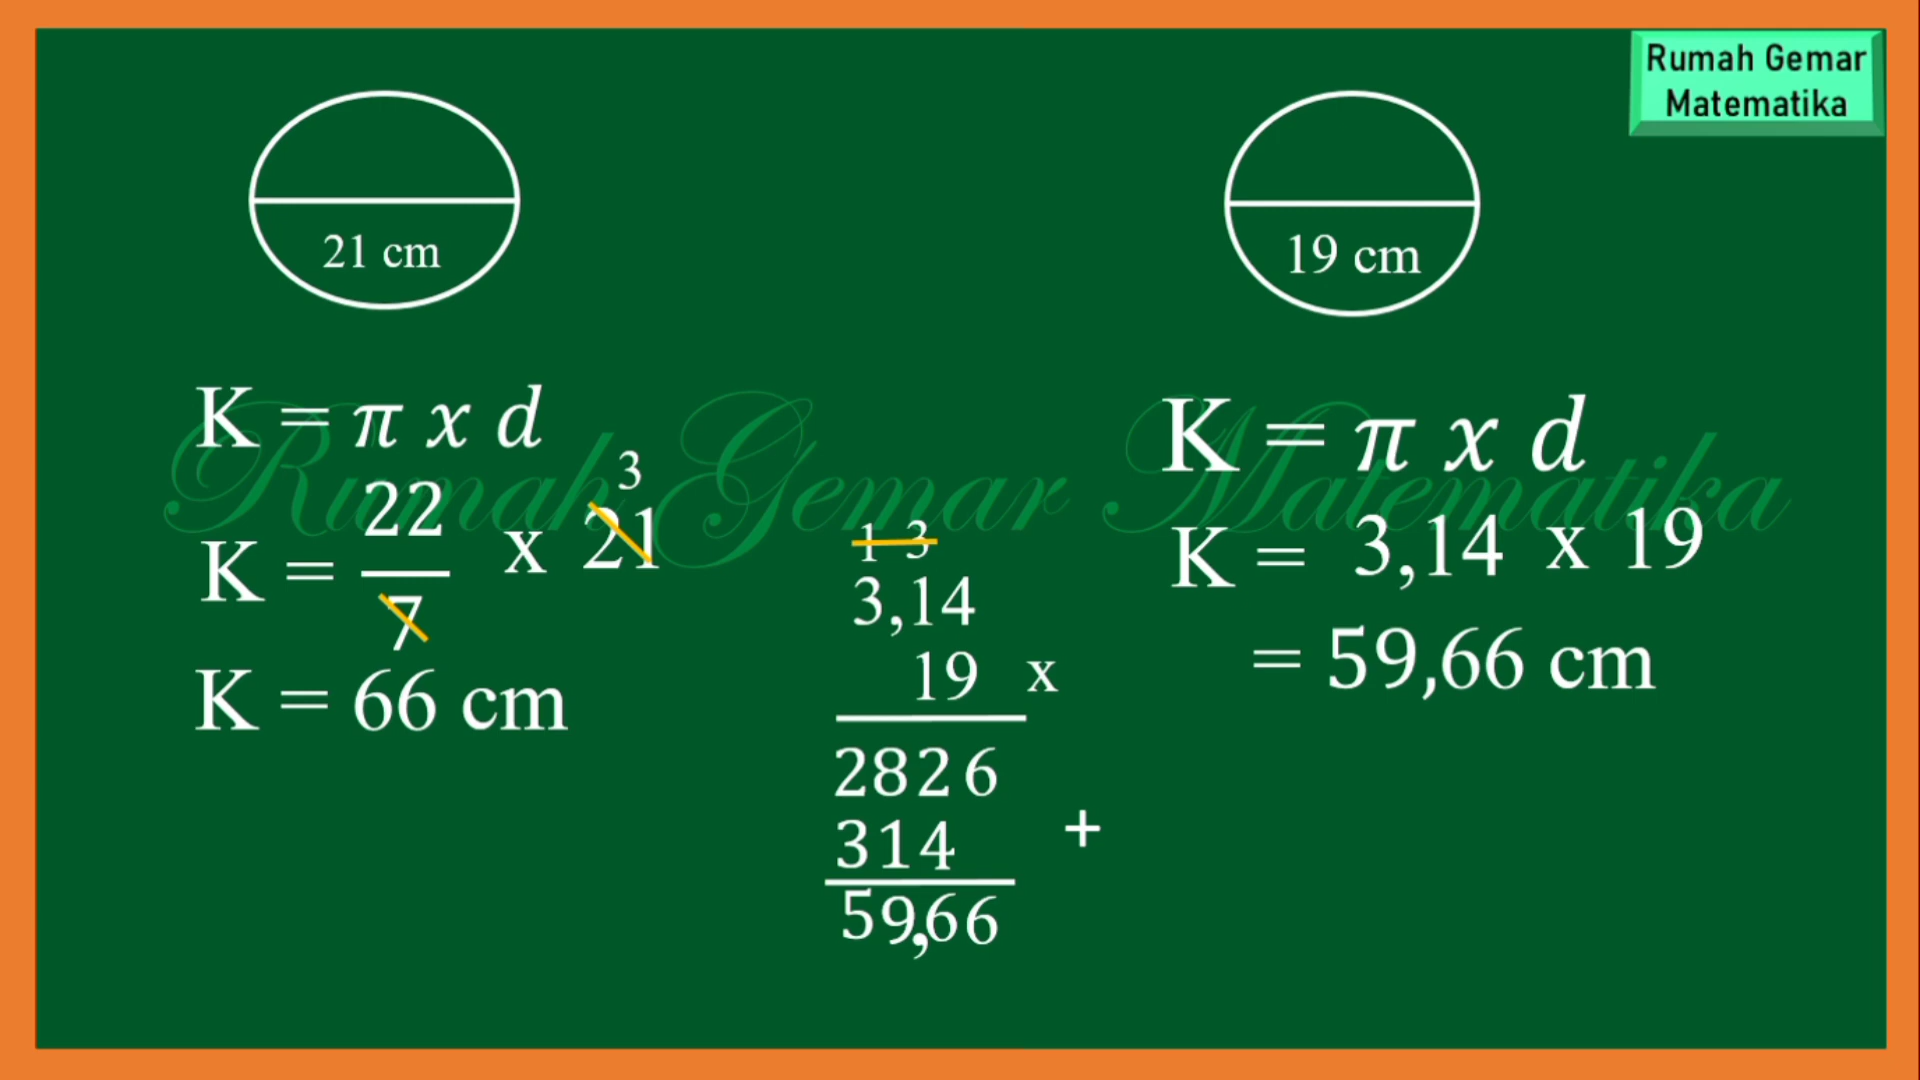 Rumah Gemar
Matematika
21 cm
K = π x d
K = 22/7 x 21
3
K = 66 cm
1 3
3,14
19 x
2826
314
+
59,66
19 cm
K = π x d
K = 3,14 x 19
= 59,66 cm
Rumah Gemar Matematika